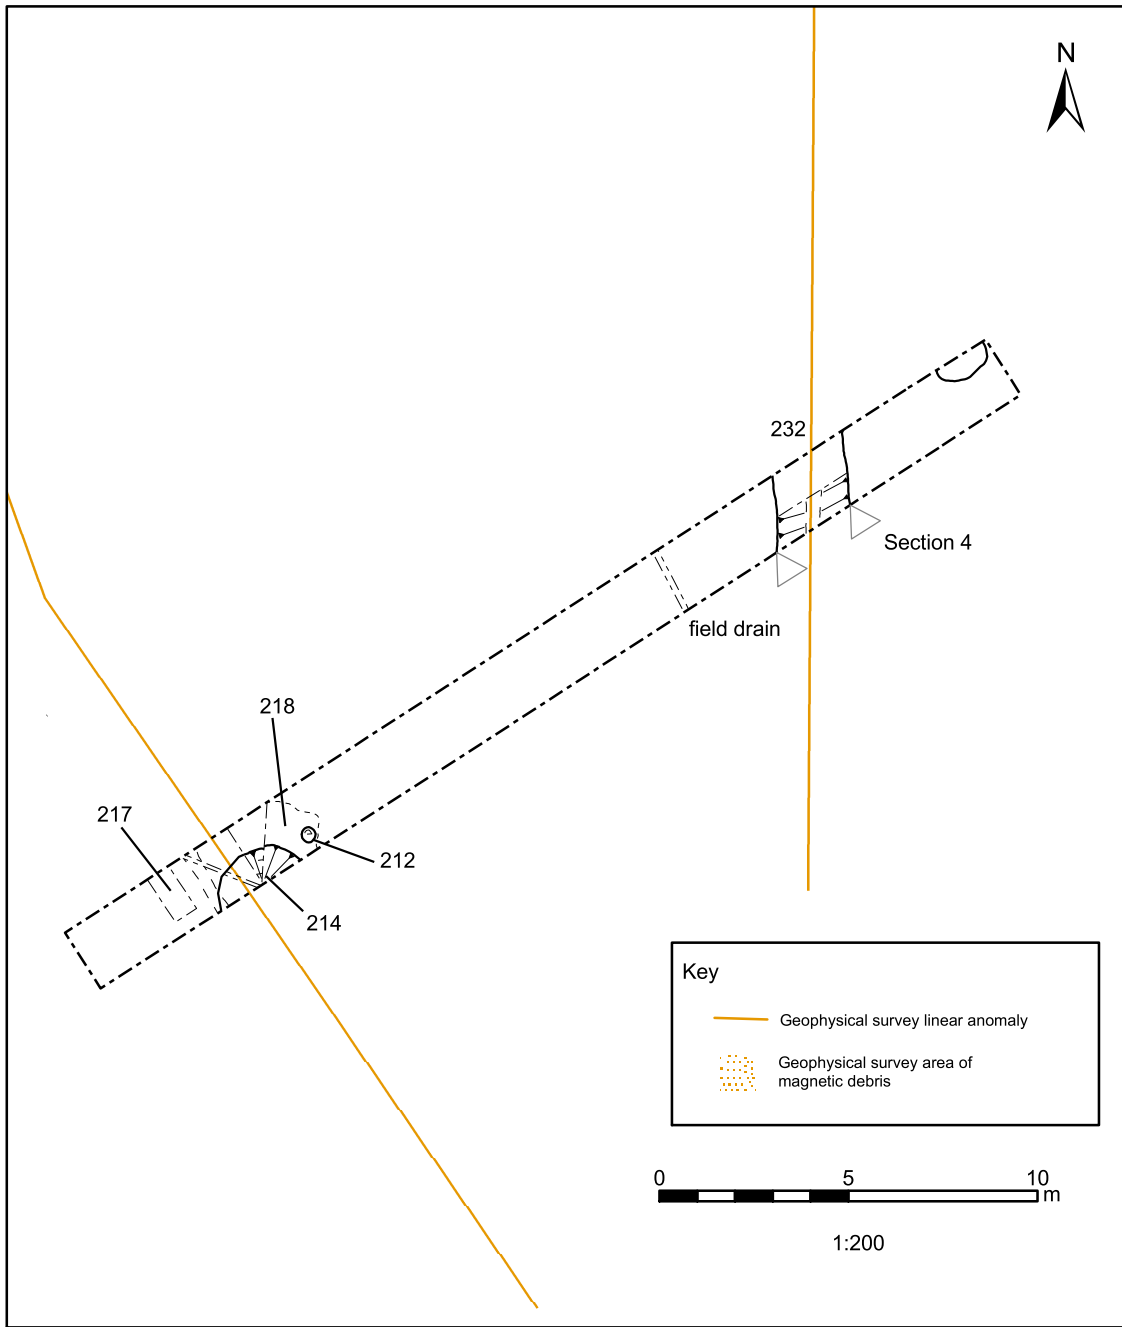 N
232
Section 4
field drain
218
217
212
214
Key
Geophysical survey linear anomaly
Geophysical survey area of
magnetic debris
0 5 10
m
1:200